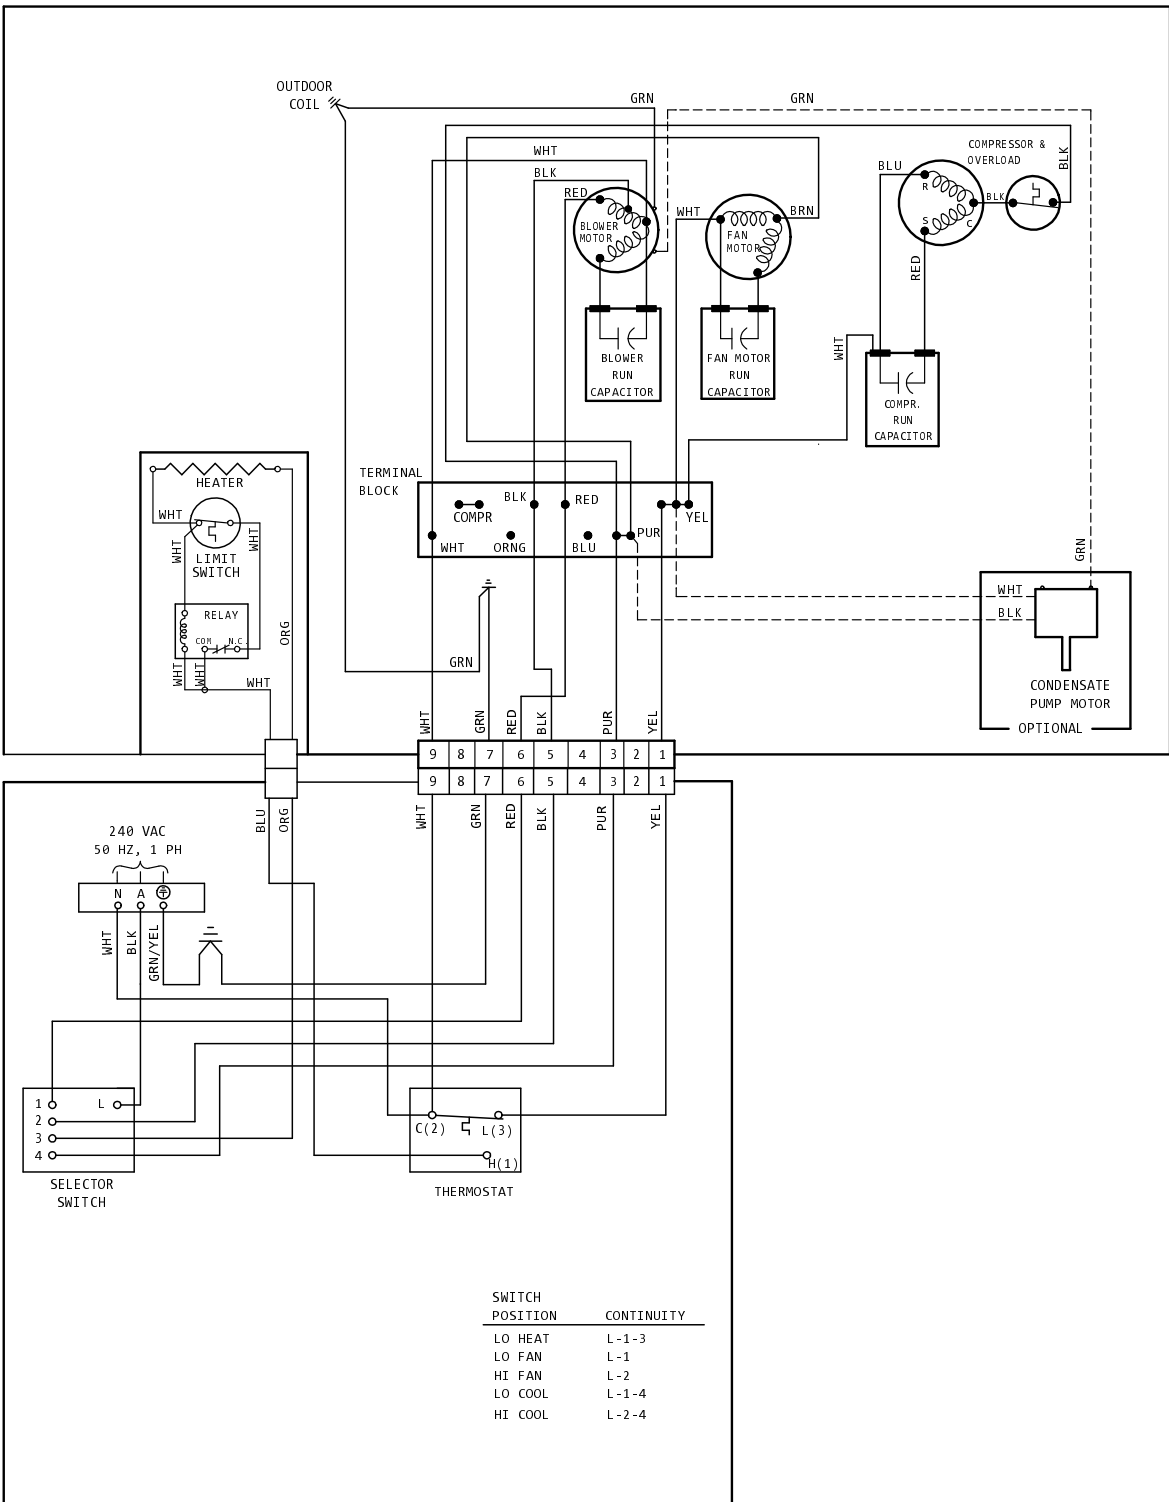 OUTDOOR
COIL
GRN
GRN
WHT
BLK
RED
BLOWER
MOTOR
WHT
FAN
MOTOR
BRN
COMPRESSOR &
OVERLOAD
BLU
R
S
C
BLK
BLK
RED
WHT
BLOWER
RUN
CAPACITOR
FAN MOTOR
RUN
CAPACITOR
COMPR.
RUN
CAPACITOR
HEATER
WHT
WHT
WHT
LIMIT
SWITCH
RELAY
COM
N.C.
ORG
WHT
WHT
WHT
TERMINAL
BLOCK
COMPR
BLK
RED
YEL
WHT
ORNG
BLU
PUR
GRN
GRN
WHT
BLK
CONDENSATE
PUMP MOTOR
OPTIONAL
WHT
GRN
RED
BLK
PUR
YEL
9 8 7 6 5 4 3 2 1
9 8 7 6 5 4 3 2 1
BLU
ORG
WHT
GRN
RED
BLK
PUR
YEL
240 VAC
50 HZ, 1 PH
N A
WHT
BLK
GRN/YEL
1
L
2
3
4
SELECTOR
SWITCH
C(2)
L(3)
H(1)
THERMOSTAT
SWITCH
POSITION CONTINUITY
LO HEAT L-1-3
LO FAN L-1
HI FAN L-2
LO COOL L-1-4
HI COOL L-2-4